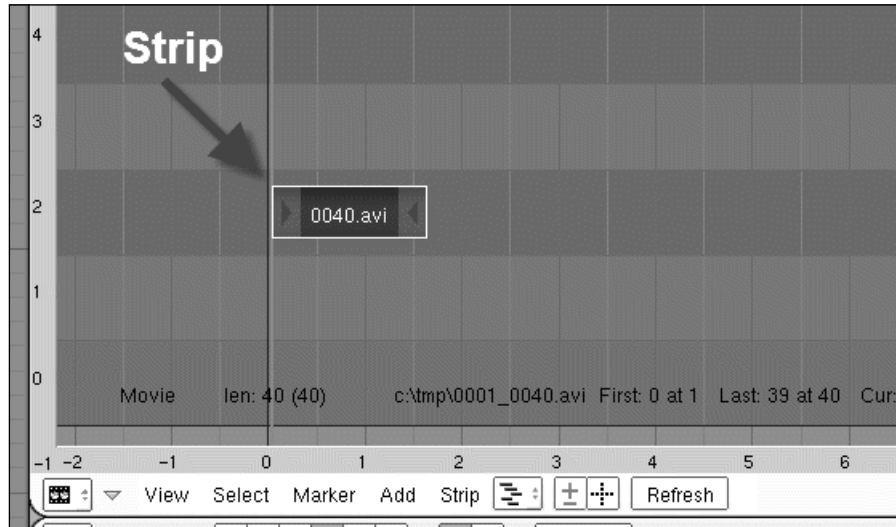 4
Strip
3
2
0040.avi
1
0
Movie len: 40 (40) c:\tmp\0001_0040.avi First: 0 at 1 Last: 39 at 40 Cur:
-1 -2 -1 0 1 2 3 4 5 6
View Select Marker Add Strip Refresh